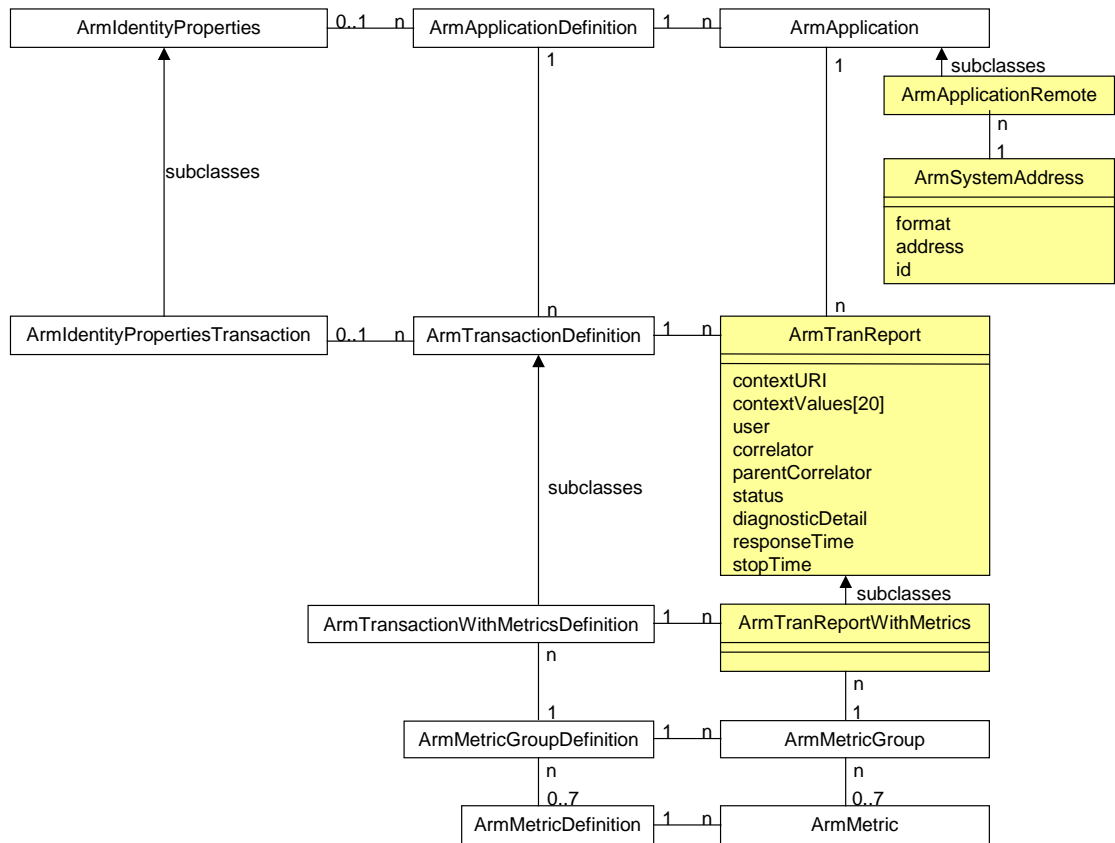 ArmIdentityProperties
0..1
n
ArmApplicationDefinition
1
n
ArmApplication
1
1
subclasses
ArmApplicationRemote
n
1
subclasses
ArmSystemAddress
format
address
id
n
n
ArmIdentityPropertiesTransaction
0..1
n
ArmTransactionDefinition
1
n
ArmTranReport
contextURI
contextValues[20]
user
correlator
parentCorrelator
status
diagnosticDetail
responseTime
stopTime
subclasses
subclasses
ArmTransactionWithMetricsDefinition
1
n
ArmTranReportWithMetrics
n
n
1
1
ArmMetricGroupDefinition
1
n
ArmMetricGroup
n
n
0..7
0..7
ArmMetricDefinition
1
n
ArmMetric